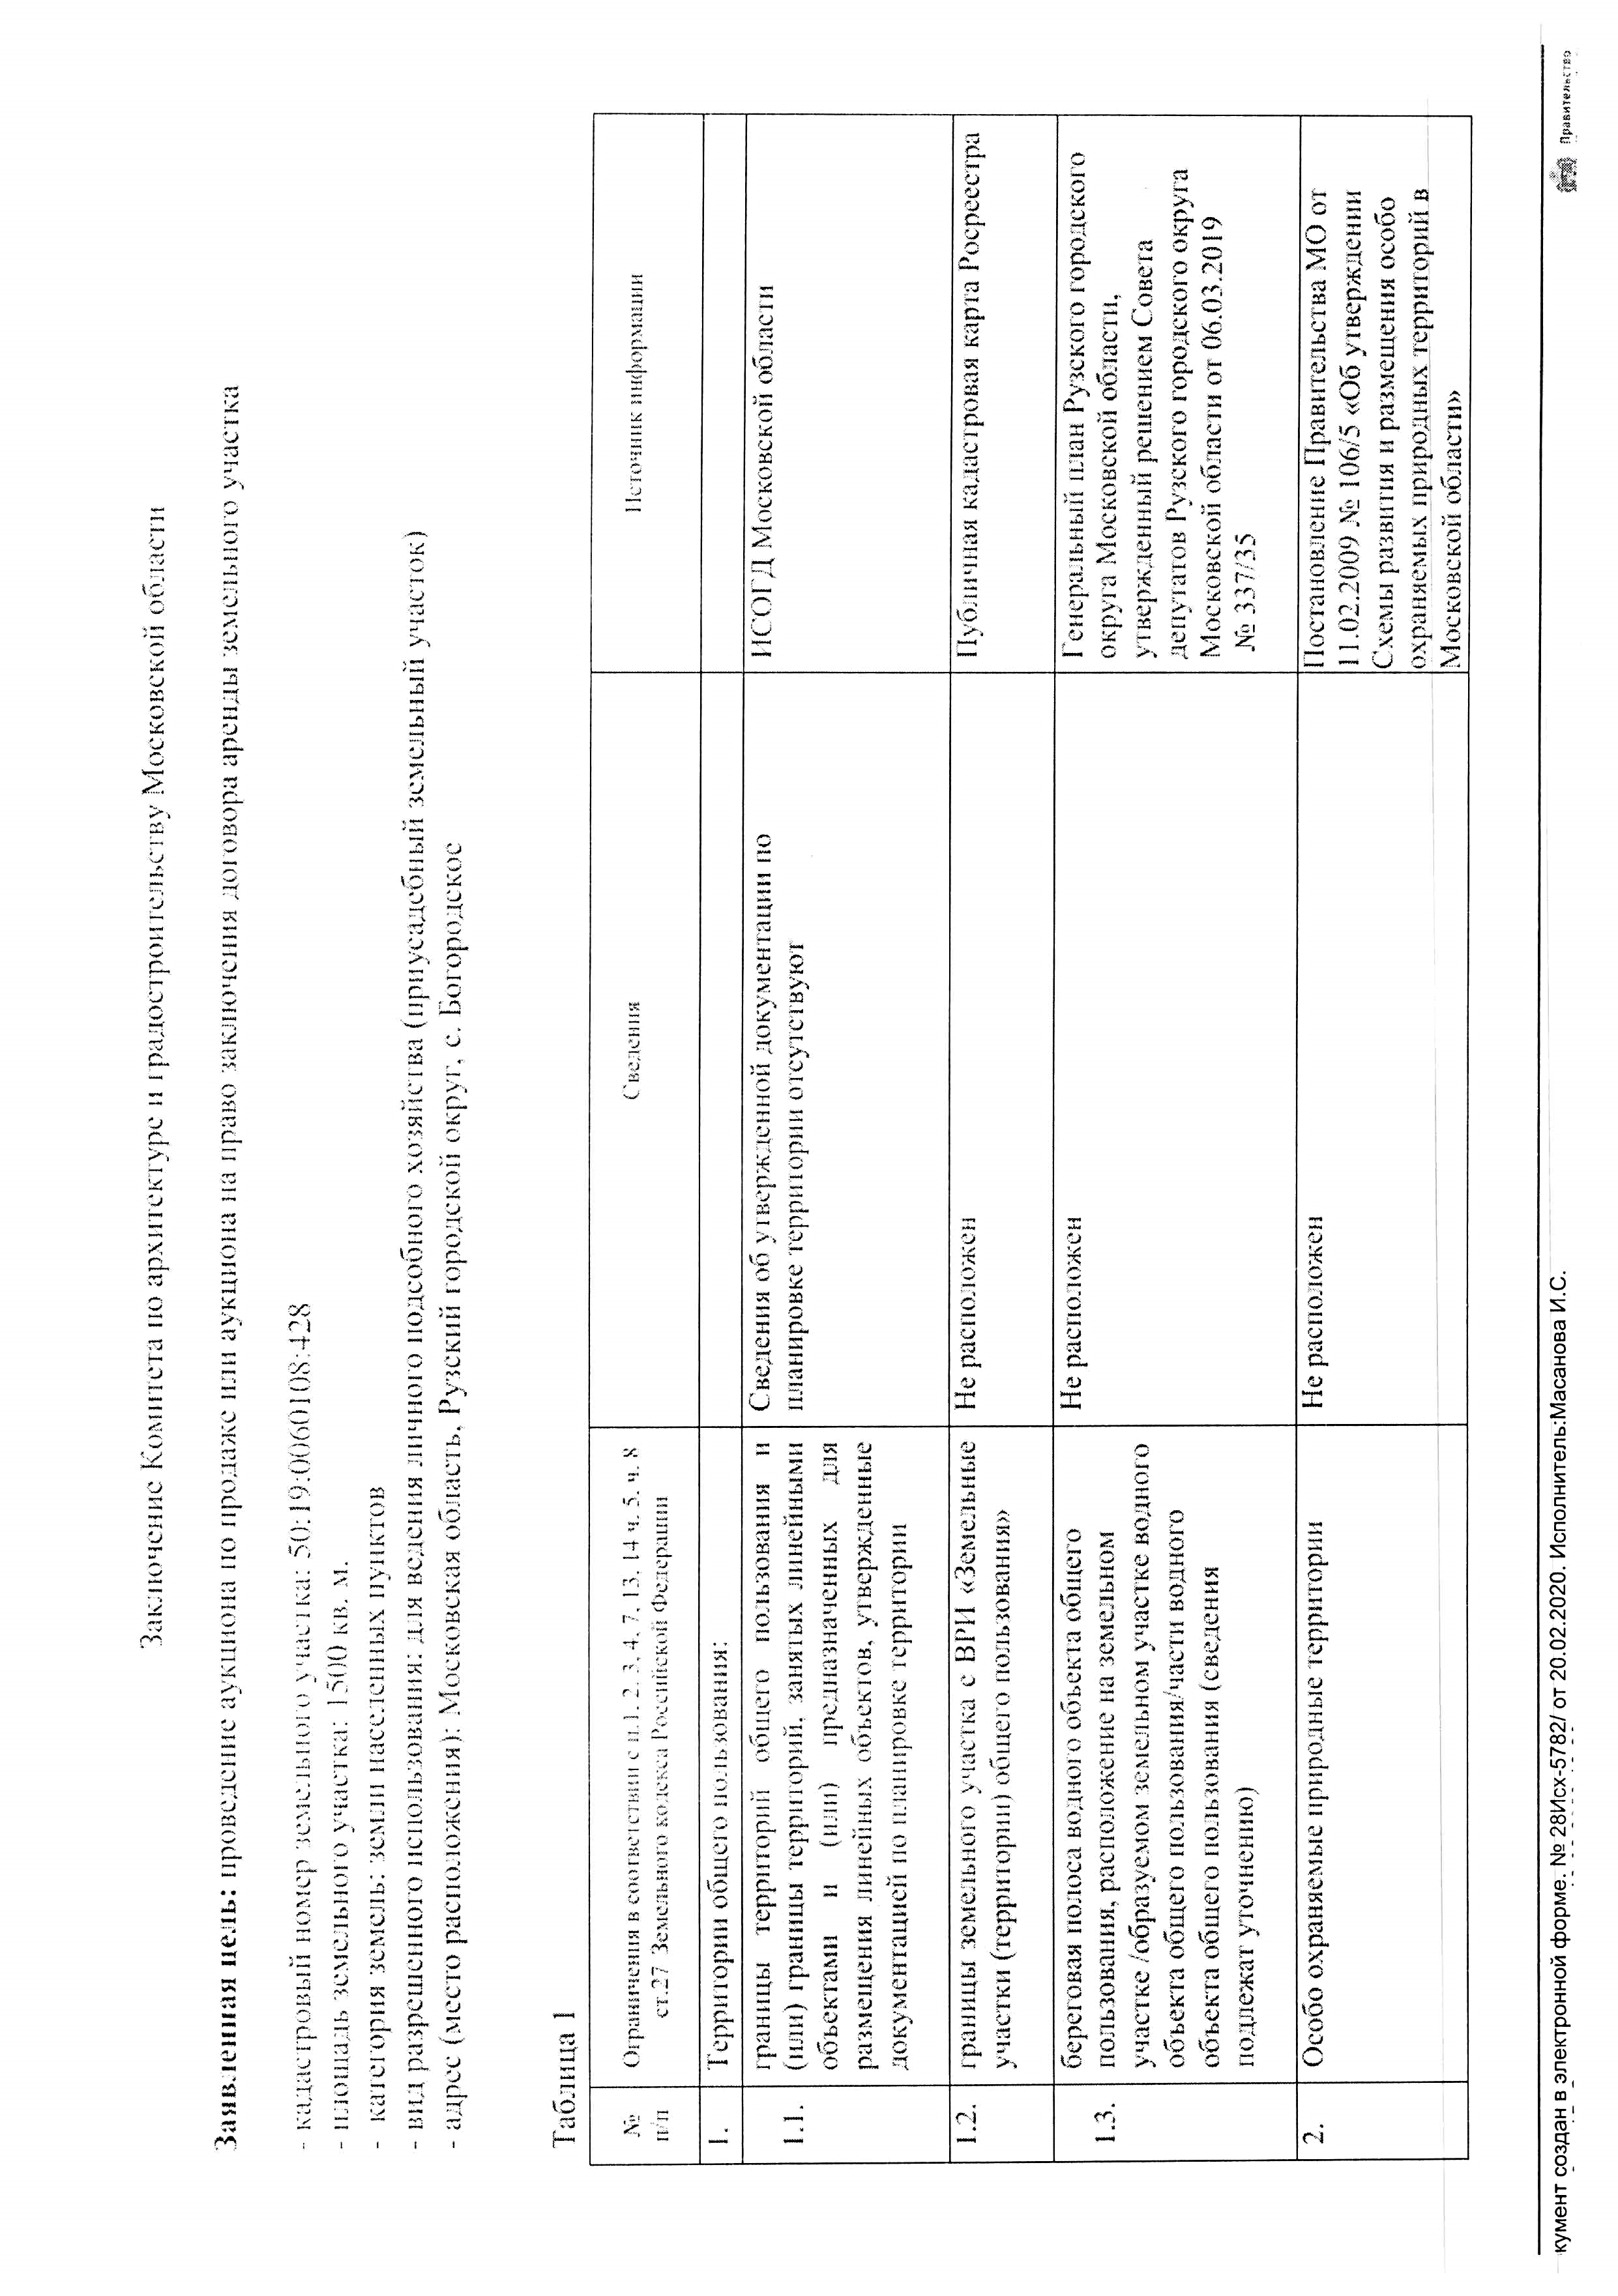 Заключение Комитета по архитектуре и градостроительству Московской области
Заявленная цель: проведение аукциона по продаже или аукциона на право заключения договора аренды земельного участка
- кадастровый номер земельного участка: 50:19:0060108:428
- площадь земельного участка: 1500 кв. м.
- категория земель: земли населенных пунктов
- вид разрешенного использования: для ведения личного подсобного хозяйства (приусадебный земельный участок)
- адрес (место расположения): Московская область, Рузский городской округ, с. Богородское
Таблица 1
№
п/п
Ограничения в соответствии с п.1, 2, 3, 4, 7, 13, 14 ч. 5, ч. 8
ст.27 Земельного кодекса Российской Федерации
Сведения
Источник информации
1.
Территории общего пользования:
1.1.
границы территорий общего пользования и
(или) границы территорий, занятых линейными
объектами и (или) предназначенных для
размещения линейных объектов, утвержденные
документацией по планировке территории
Сведения об утвержденной документации по
планировке территории отсутствуют
ИСОГД Московской области
1.2.
границы земельного участка с ВРИ «Земельные
участки (территории) общего пользования»
Не расположен
Публичная кадастровая карта Росреестра
1.3.
береговая полоса водного объекта общего
пользования, расположение на земельном
участке /образуемом земельном участке водного
объекта общего пользования/части водного
объекта общего пользования (сведения
подлежат уточнению)
Не расположен
Генеральный план Рузского городского
округа Московской области,
утвержденный решением Совета
депутатов Рузского городского округа
Московской области от 06.03.2019
№ 337/35
2.
Особо охраняемые природные территории
Не расположен
Постановление Правительства МО от
11.02.2009 № 106/5 «Об утверждении
Схемы развития и размещения особо
охраняемых природных территорий в
Московской области»
кумент создан в электронной форме. № 28Исх-5782/ от 20.02.2020. Исполнитель:Масанова И.С.
Правительство